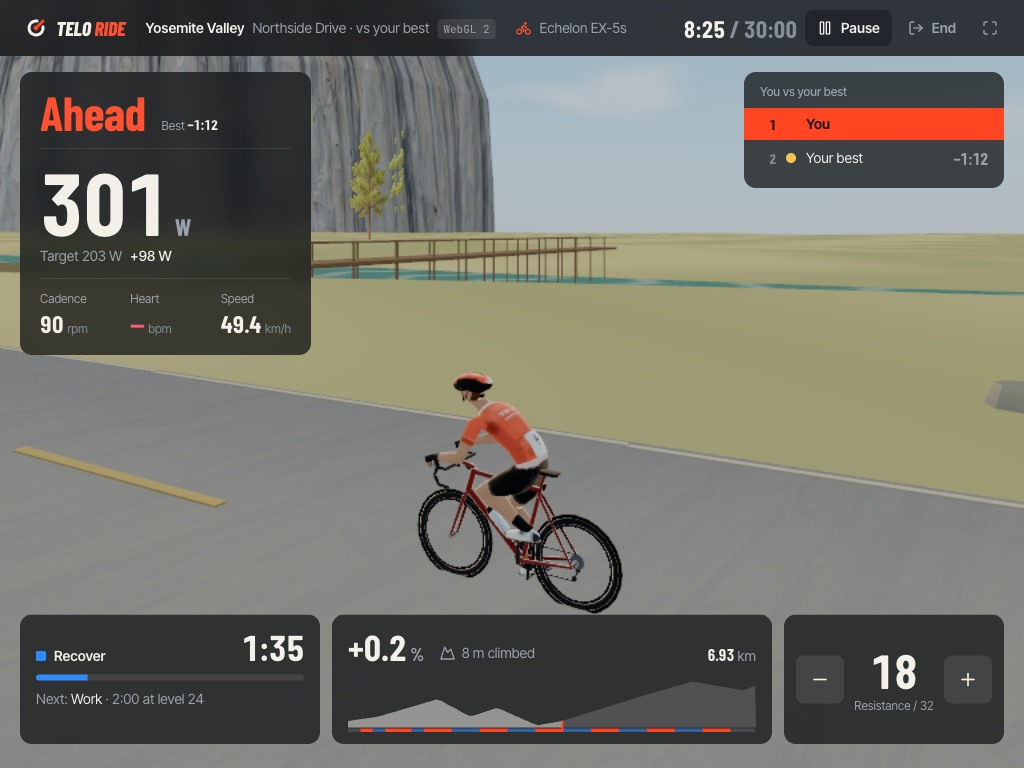 TELO RIDE Yosemite Valley Northside Drive · vs your best WebGL 2 Echelon EX-5s 8:25 / 30:00 Pause End
Ahead Best −1:12
301 W
Target 203 W +98 W
Cadence Heart Speed
90 rpm – bpm 49.4 km/h
You vs your best
1 You
2 Your best −1:12
Recover 1:35
Next: Work · 2:00 at level 24
+0.2 % 8 m climbed 6.93 km
− 18 +
Resistance / 32